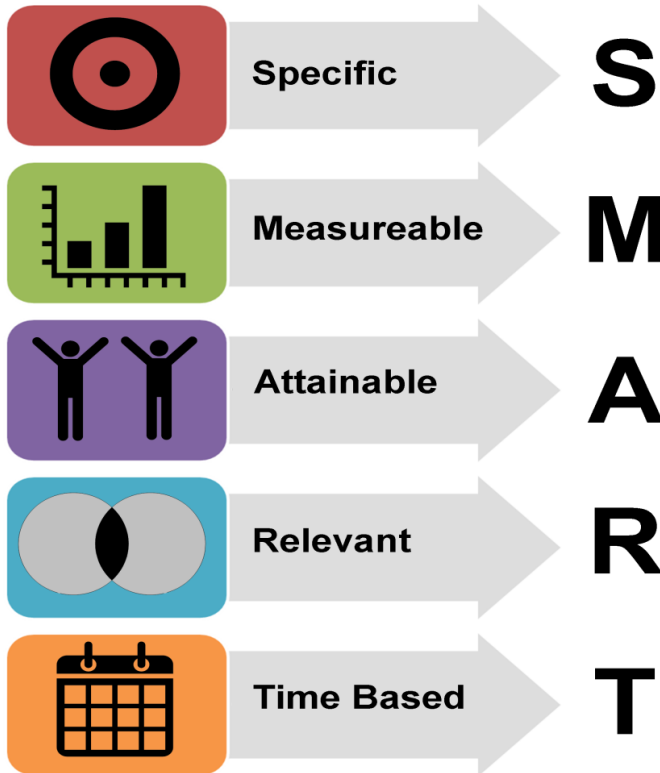 Specific S
Measureable M
Attainable A
Relevant R
Time Based T